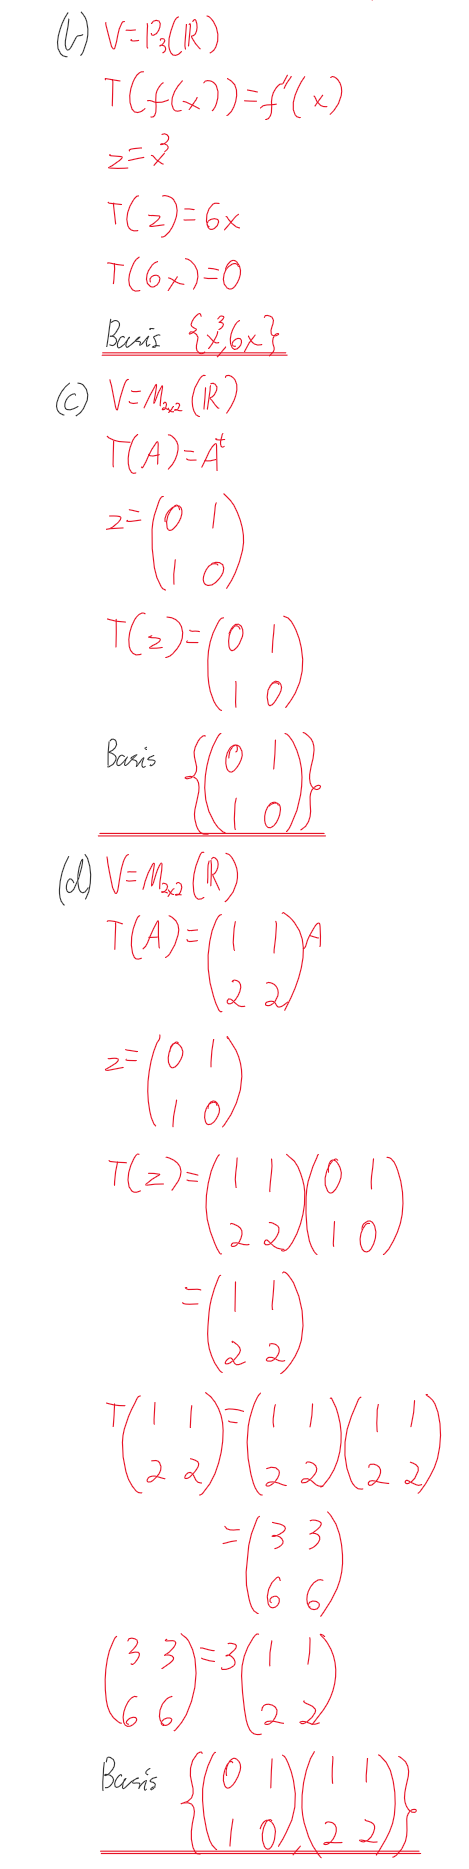 (b) V=P₃(ℝ)
T(f(x))=f″(x)
z=x³
T(z)=6x
T(6x)=0
Basis {x³,6x}
(c) V=M₂ₓ₂(ℝ)
T(A)=Aᵗ
z=(0 1
1 0)
T(z)=(0 1
1 0)
Basis {(0 1
1 0)}
(d) V=M₂ₓ₂(ℝ)
T(A)=(1 1
2 2)A
z=(0 1
1 0)
T(z)=(1 1)(0 1
2 2)(1 0)
=(1 1
2 2)
T(1 1)=(1 1)(1 1
2 2) (2 2)(2 2)
=(3 3
6 6)
(3 3)=3(1 1
6 6) (2 2)
Basis {(0 1),(1 1
1 0),(2 2)}